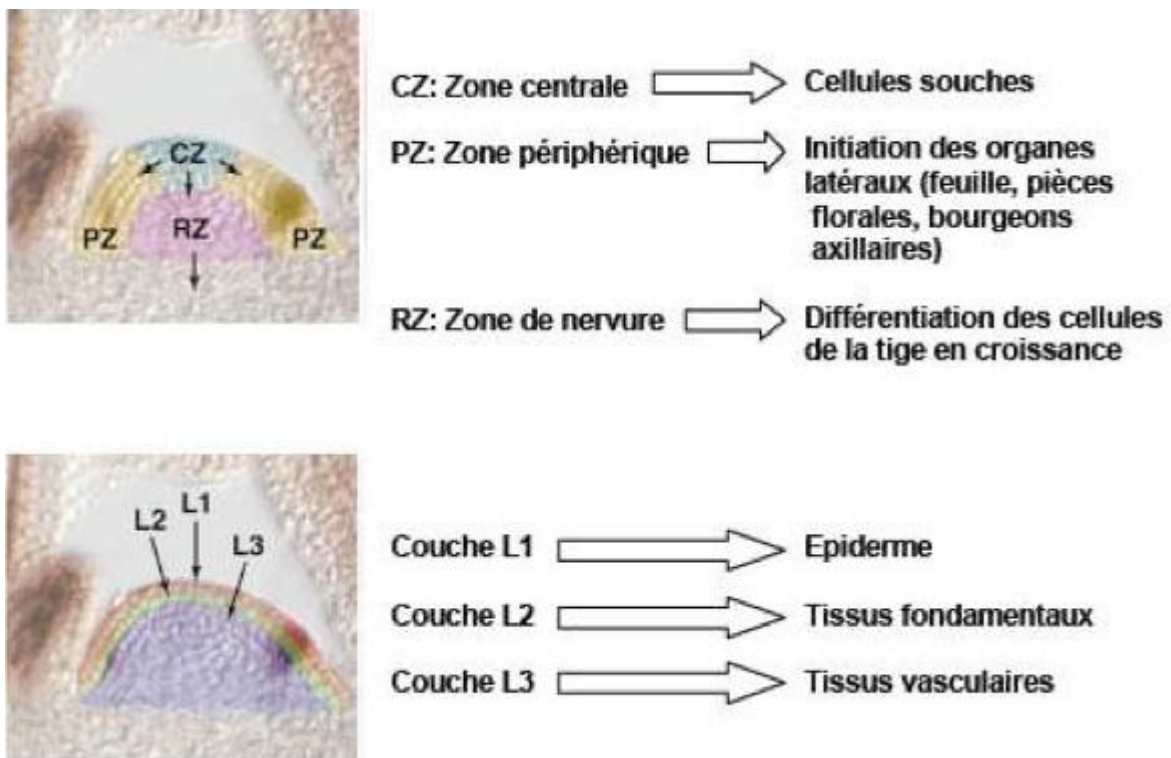 CZ: Zone centrale Cellules souches
PZ: Zone périphérique Initiation des organes
latéraux (feuille, pièces
florales, bourgeons
axillaires)
RZ: Zone de nervure Différentiation des cellules
de la tige en croissance
CZ
PZ RZ PZ
L1
L2
L3
Couche L1 Epiderme
Couche L2 Tissus fondamentaux
Couche L3 Tissus vasculaires